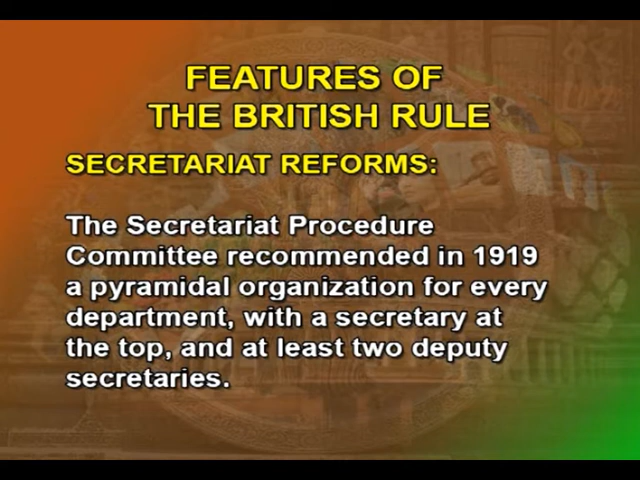 FEATURES OF
THE BRITISH RULE
SECRETARIAT REFORMS:
The Secretariat Procedure
Committee recommended in 1919
a pyramidal organization for every
department, with a secretary at
the top, and at least two deputy
secretaries.